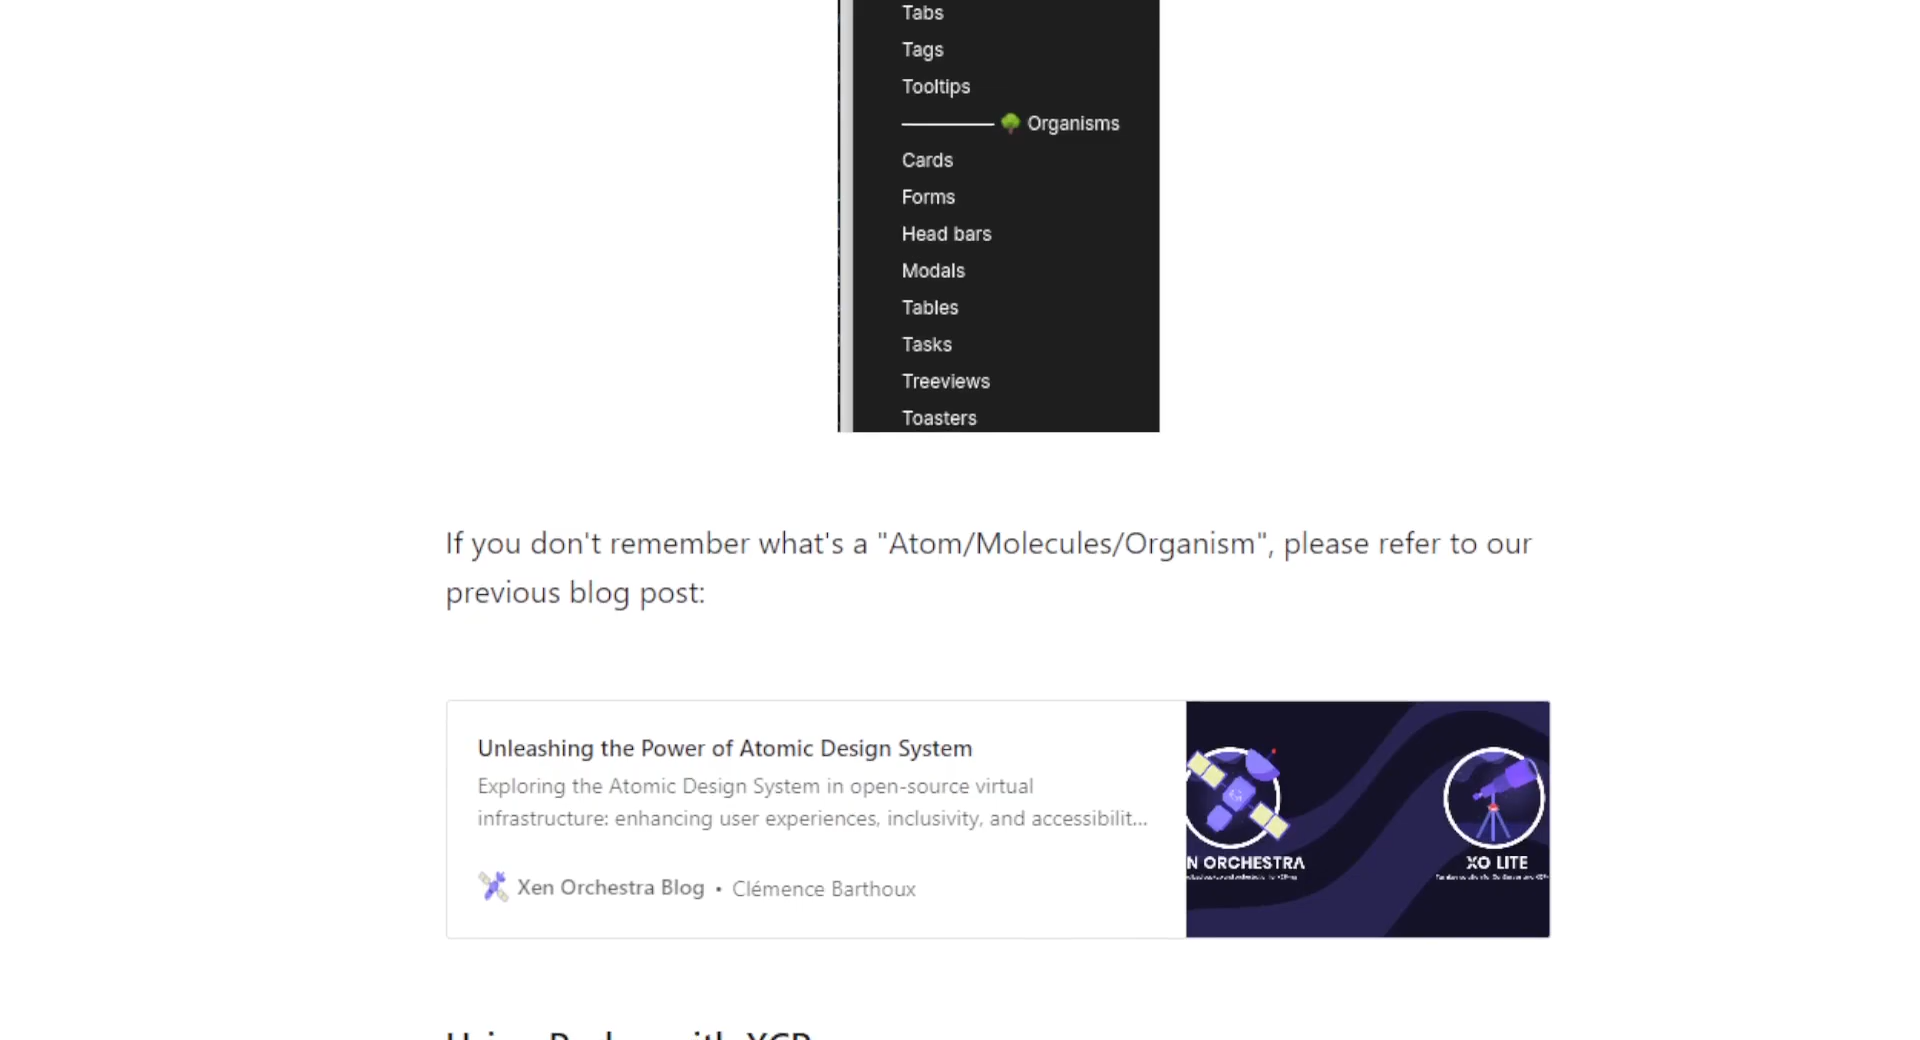 Tabs
Tags
Tooltips
Organisms
Cards
Forms
Head bars
Modals
Tables
Tasks
Treeviews
Toasters
If you don't remember what's a "Atom/Molecules/Organism", please refer to our
previous blog post:
Unleashing the Power of Atomic Design System
Exploring the Atomic Design System in open-source virtual
infrastructure: enhancing user experiences, inclusivity, and accessibilit...
Xen Orchestra Blog • Clémence Barthoux
N ORCHESTRA
XO LITE